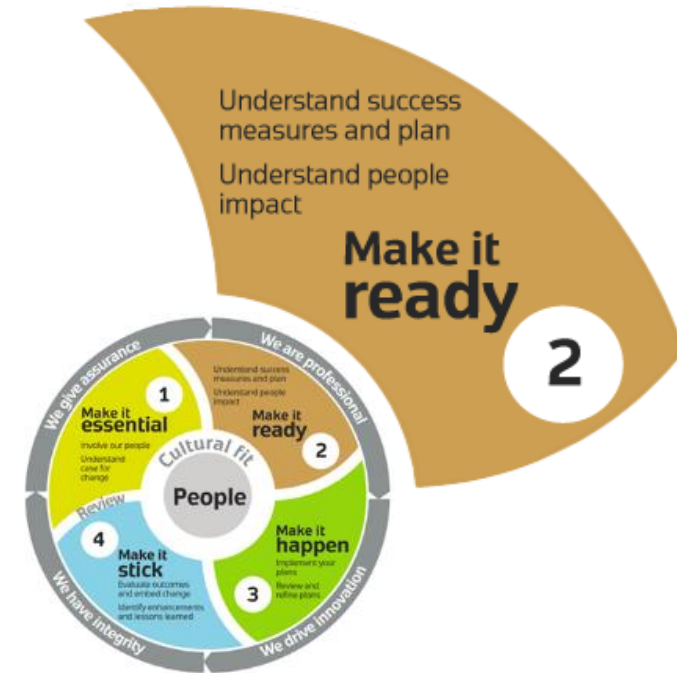 Understand success
measures and plan
Understand people
impact
Make it
ready
2
We give assurance
We are professional
We drive innovation
We have integrity
1
Make it
essential
Involve our people
Understand
case for
change
Understand success
measures and plan
Understand people
impact
Make it
ready
2
Cultural fit
People
Review
4
Make it
stick
Evaluate outcomes
and embed change
Identify enhancements
and lessons learned
Make it
happen
Implement your
plans
Review and
refine plans
3